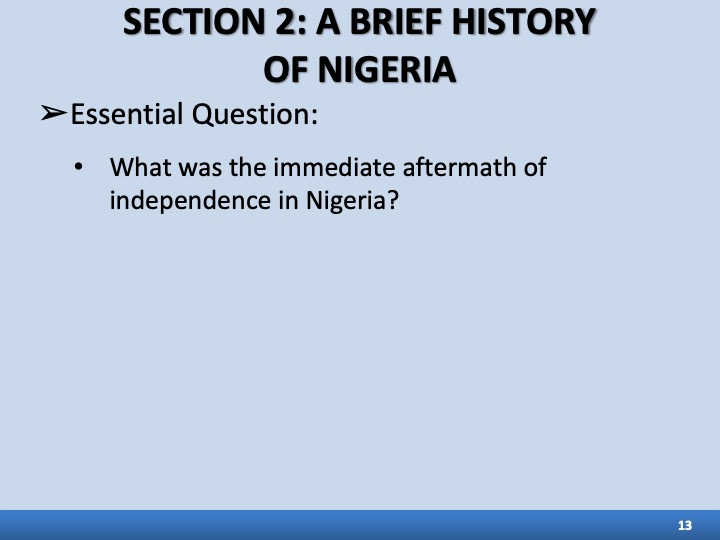 SECTION 2: A BRIEF HISTORY
OF NIGERIA
➢Essential Question:
• What was the immediate aftermath of
independence in Nigeria?
13